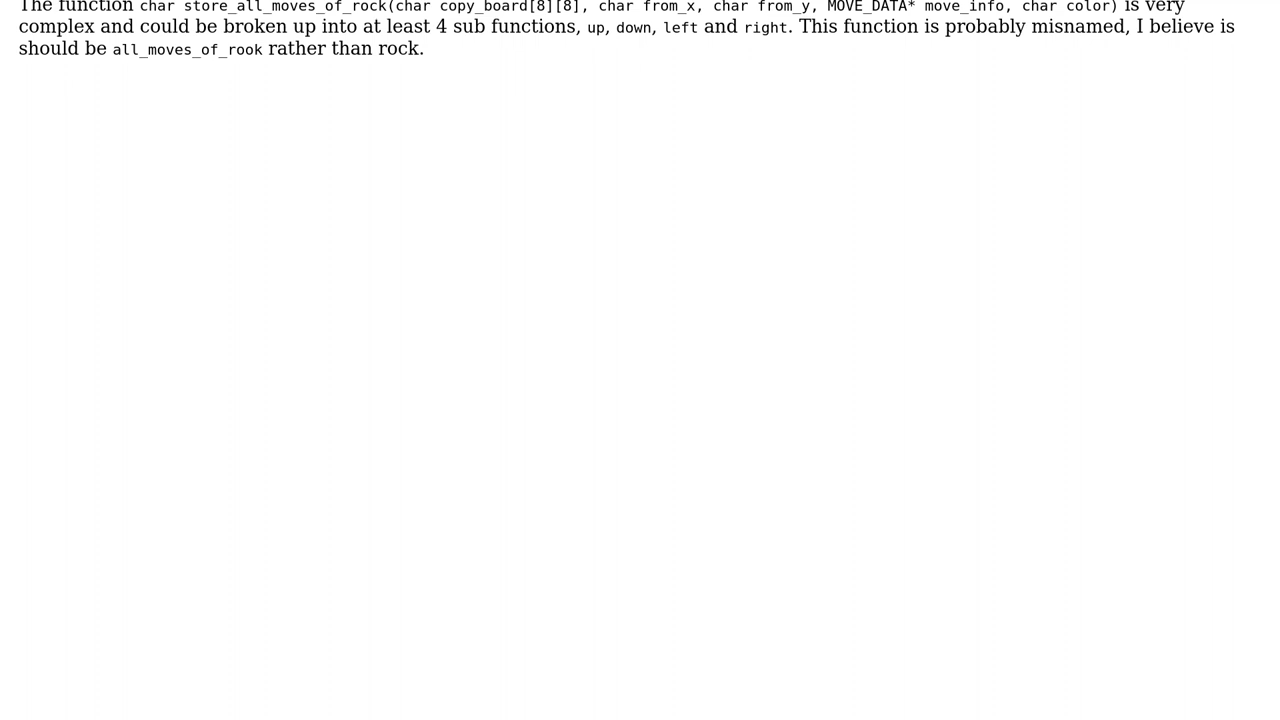 The function char store_all_moves_of_rock(char copy_board[8][8], char from_x, char from_y, MOVE_DATA* move_info, char color) is very
complex and could be broken up into at least 4 sub functions, up, down, left and right. This function is probably misnamed, I believe is
should be all_moves_of_rook rather than rock.